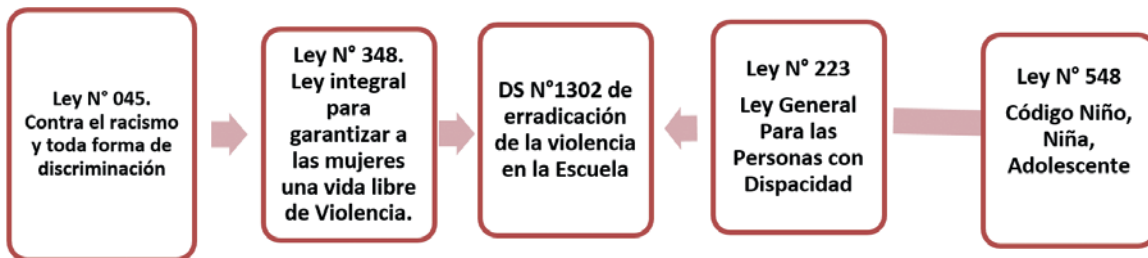 Ley N° 045.
Contra el racismo
y toda forma de
discriminación
Ley N° 348.
Ley integral
para
garantizar a
las mujeres
una vida libre
de Violencia.
DS N°1302 de
erradicación
de la violencia
en la Escuela
Ley N° 223
Ley General
Para las
Personas con
Dispacidad
Ley N° 548
Código Niño,
Niña,
Adolescente